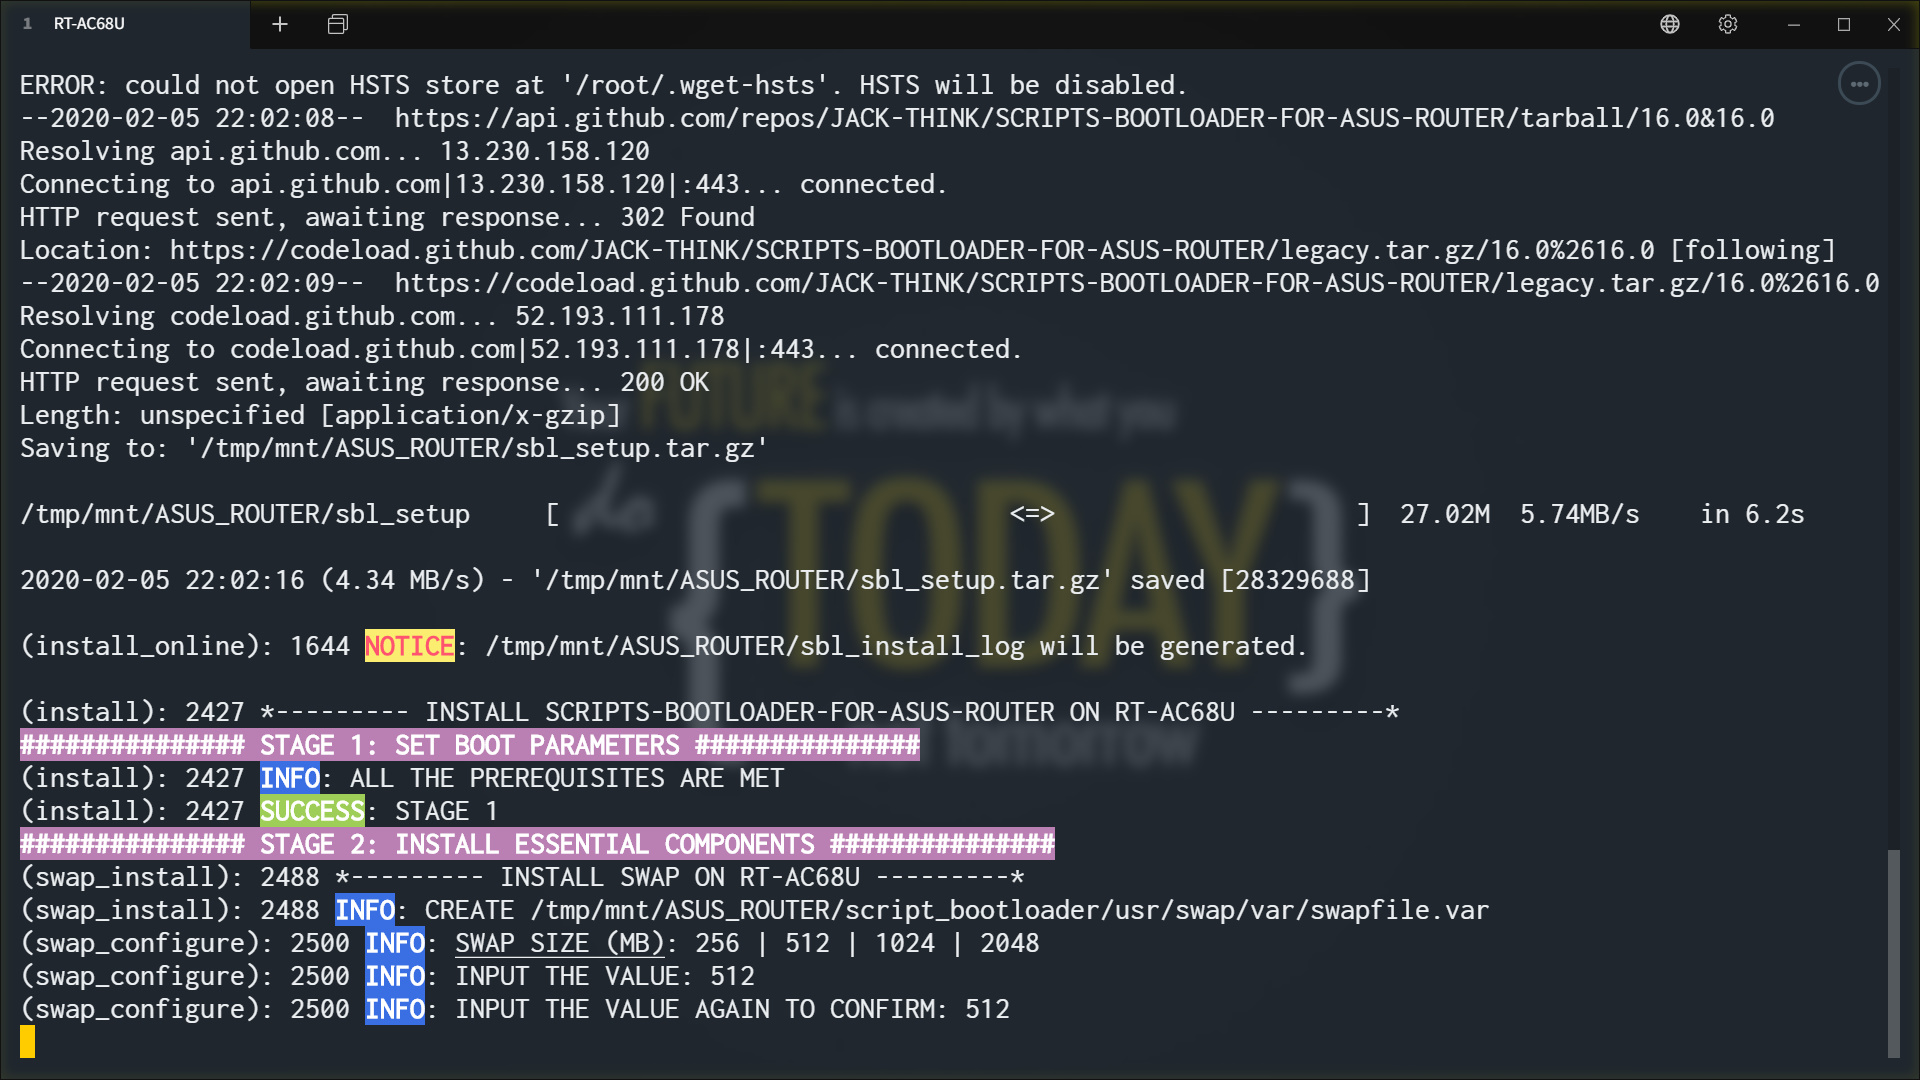 1 RT-AC68U
ERROR: could not open HSTS store at '/root/.wget-hsts'. HSTS will be disabled.
--2020-02-05 22:02:08--  https://api.github.com/repos/JACK-THINK/SCRIPTS-BOOTLOADER-FOR-ASUS-ROUTER/tarball/16.0&16.0
Resolving api.github.com... 13.230.158.120
Connecting to api.github.com|13.230.158.120|:443... connected.
HTTP request sent, awaiting response... 302 Found
Location: https://codeload.github.com/JACK-THINK/SCRIPTS-BOOTLOADER-FOR-ASUS-ROUTER/legacy.tar.gz/16.0%2616.0 [following]
--2020-02-05 22:02:09--  https://codeload.github.com/JACK-THINK/SCRIPTS-BOOTLOADER-FOR-ASUS-ROUTER/legacy.tar.gz/16.0%2616.0
Resolving codeload.github.com... 52.193.111.178
Connecting to codeload.github.com|52.193.111.178|:443... connected.
HTTP request sent, awaiting response... 200 OK
Length: unspecified [application/x-gzip]
Saving to: '/tmp/mnt/ASUS_ROUTER/sbl_setup.tar.gz'
/tmp/mnt/ASUS_ROUTER/sbl_setup     [                              <=>                    ]  27.02M  5.74MB/s    in 6.2s
2020-02-05 22:02:16 (4.34 MB/s) - '/tmp/mnt/ASUS_ROUTER/sbl_setup.tar.gz' saved [28329688]
(install_online): 1644 NOTICE: /tmp/mnt/ASUS_ROUTER/sbl_install_log will be generated.
(install): 2427 *--------- INSTALL SCRIPTS-BOOTLOADER-FOR-ASUS-ROUTER ON RT-AC68U ---------*
############### STAGE 1: SET BOOT PARAMETERS ###############
(install): 2427 INFO: ALL THE PREREQUISITES ARE MET
(install): 2427 SUCCESS: STAGE 1
############### STAGE 2: INSTALL ESSENTIAL COMPONENTS ###############
(swap_install): 2488 *--------- INSTALL SWAP ON RT-AC68U ---------*
(swap_install): 2488 INFO: CREATE /tmp/mnt/ASUS_ROUTER/script_bootloader/usr/swap/var/swapfile.var
(swap_configure): 2500 INFO: SWAP SIZE (MB): 256 | 512 | 1024 | 2048
(swap_configure): 2500 INFO: INPUT THE VALUE: 512
(swap_configure): 2500 INFO: INPUT THE VALUE AGAIN TO CONFIRM: 512
FUTURE is created by what you
do {TODAY}
tomorrow